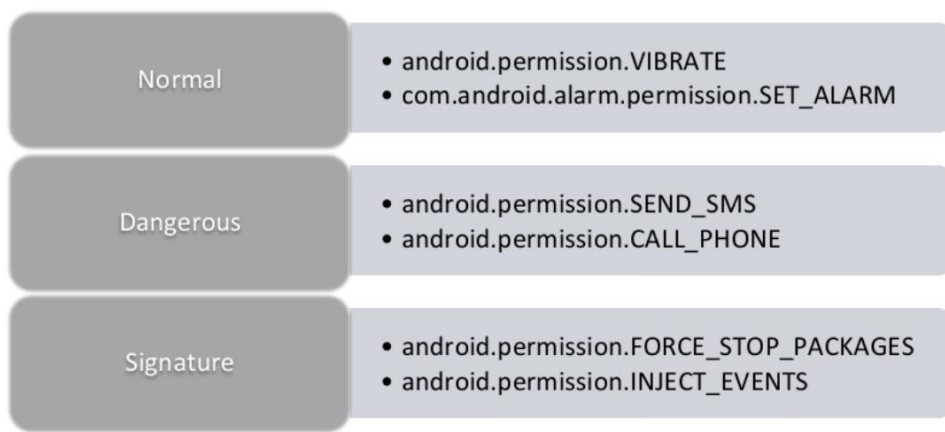 Normal
• android.permission.VIBRATE
• com.android.alarm.permission.SET_ALARM
Dangerous
• android.permission.SEND_SMS
• android.permission.CALL_PHONE
Signature
• android.permission.FORCE_STOP_PACKAGES
• android.permission.INJECT_EVENTS